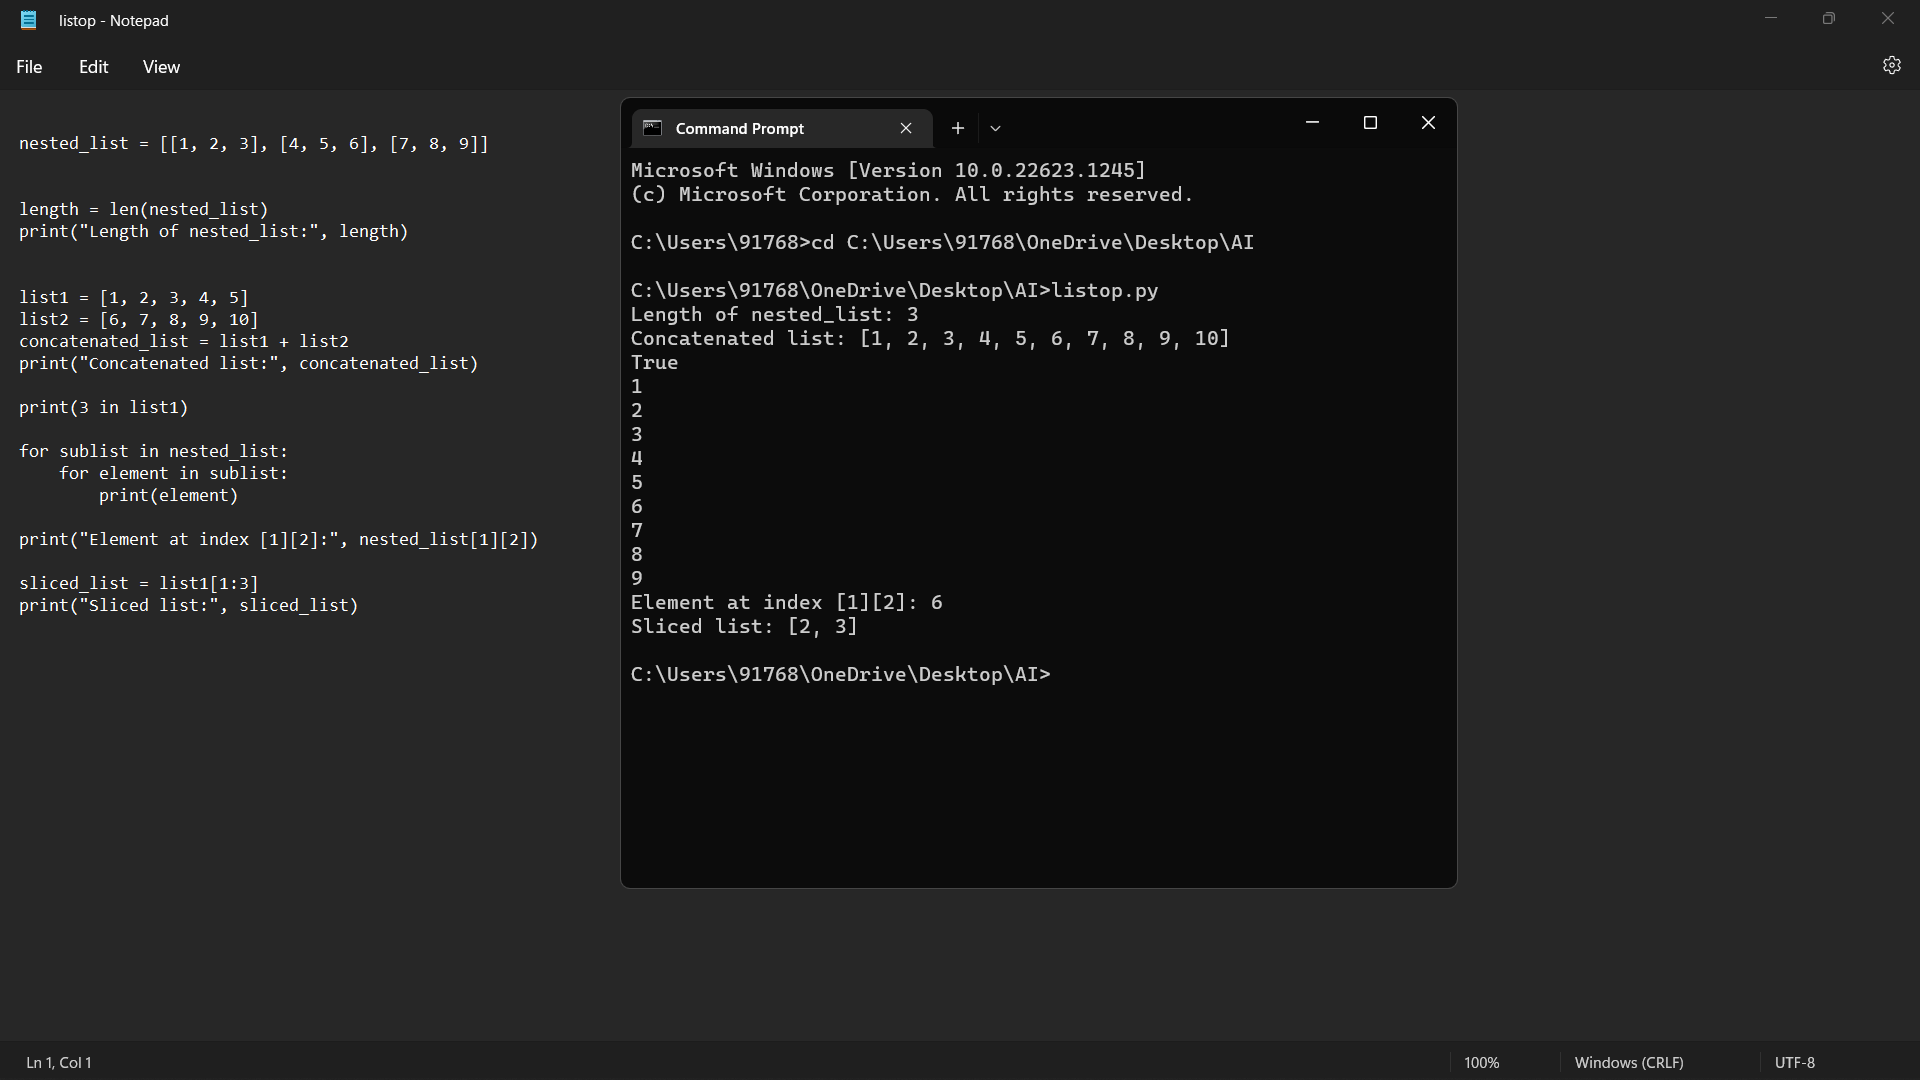 listop - Notepad
File Edit View
nested_list = [[1, 2, 3], [4, 5, 6], [7, 8, 9]]
length = len(nested_list)
print("Length of nested_list:", length)
list1 = [1, 2, 3, 4, 5]
list2 = [6, 7, 8, 9, 10]
concatenated_list = list1 + list2
print("Concatenated list:", concatenated_list)
print(3 in list1)
for sublist in nested_list:
    for element in sublist:
        print(element)
print("Element at index [1][2]:", nested_list[1][2])
sliced_list = list1[1:3]
print("Sliced list:", sliced_list)
Command Prompt
Microsoft Windows [Version 10.0.22623.1245]
(c) Microsoft Corporation. All rights reserved.
C:\Users\91768>cd C:\Users\91768\OneDrive\Desktop\AI
C:\Users\91768\OneDrive\Desktop\AI>listop.py
Length of nested_list: 3
Concatenated list: [1, 2, 3, 4, 5, 6, 7, 8, 9, 10]
True
1
2
3
4
5
6
7
8
9
Element at index [1][2]: 6
Sliced list: [2, 3]
C:\Users\91768\OneDrive\Desktop\AI>
Ln 1, Col 1 100% Windows (CRLF) UTF-8